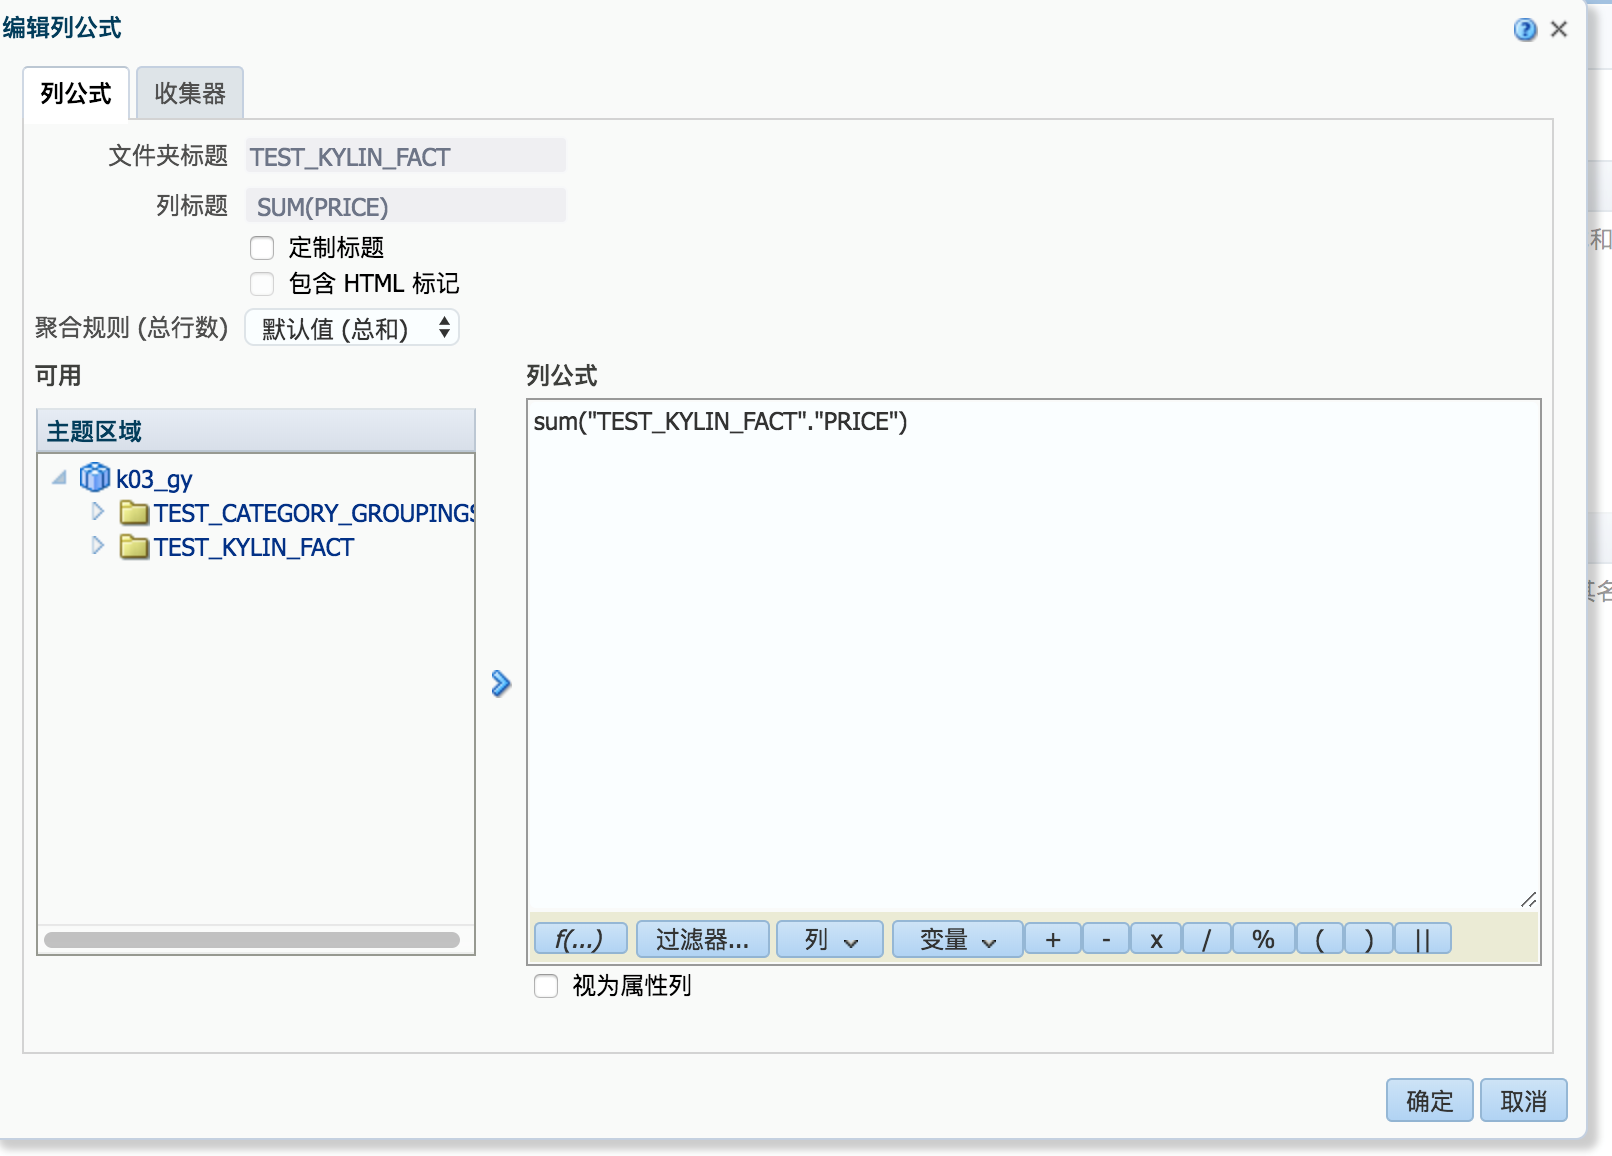 编辑列公式
列公式
收集器
文件夹标题 TEST_KYLIN_FACT
列标题 SUM(PRICE)
定制标题
包含 HTML 标记
聚合规则 (总行数) 默认值 (总和)
可用
列公式
主题区域
k03_gy
TEST_CATEGORY_GROUPINGS
TEST_KYLIN_FACT
sum("TEST_KYLIN_FACT"."PRICE")
f(...) 过滤器... 列 变量 + - x / % ( ) ||
视为属性列
确定 取消
和
其名